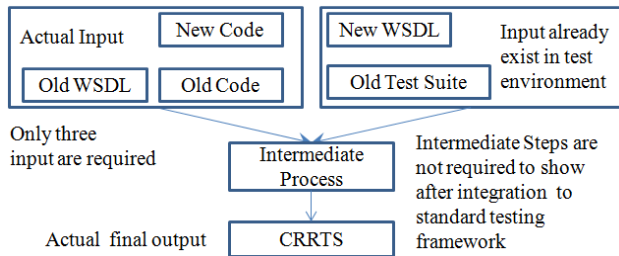 Actual Input
New Code
Old WSDL
Old Code
New WSDL
Old Test Suite
Input already
exist in test
environment
Only three
input are required
Intermediate
Process
Intermediate Steps are
not required to show
after integration to
standard testing
framework
Actual final output
CRRTS